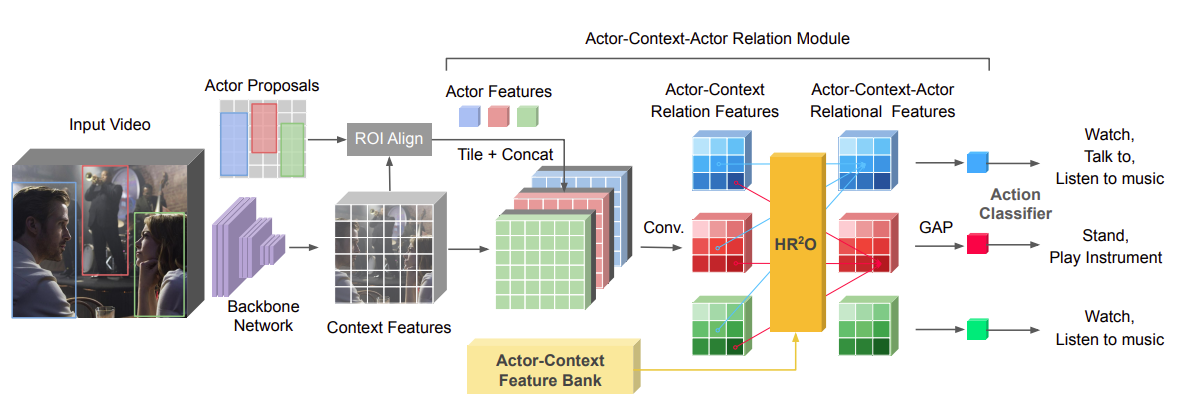 Actor-Context-Actor Relation Module
Actor Proposals
Actor Features
Actor-Context
Relation Features
Actor-Context-Actor
Relational Features
Input Video
ROI Align
Tile + Concat
Watch,
Talk to,
Listen to music
Action
Classifier
Conv.
HR²O
GAP
Stand,
Play Instrument
Backbone
Network
Context Features
Watch,
Listen to music
Actor-Context
Feature Bank